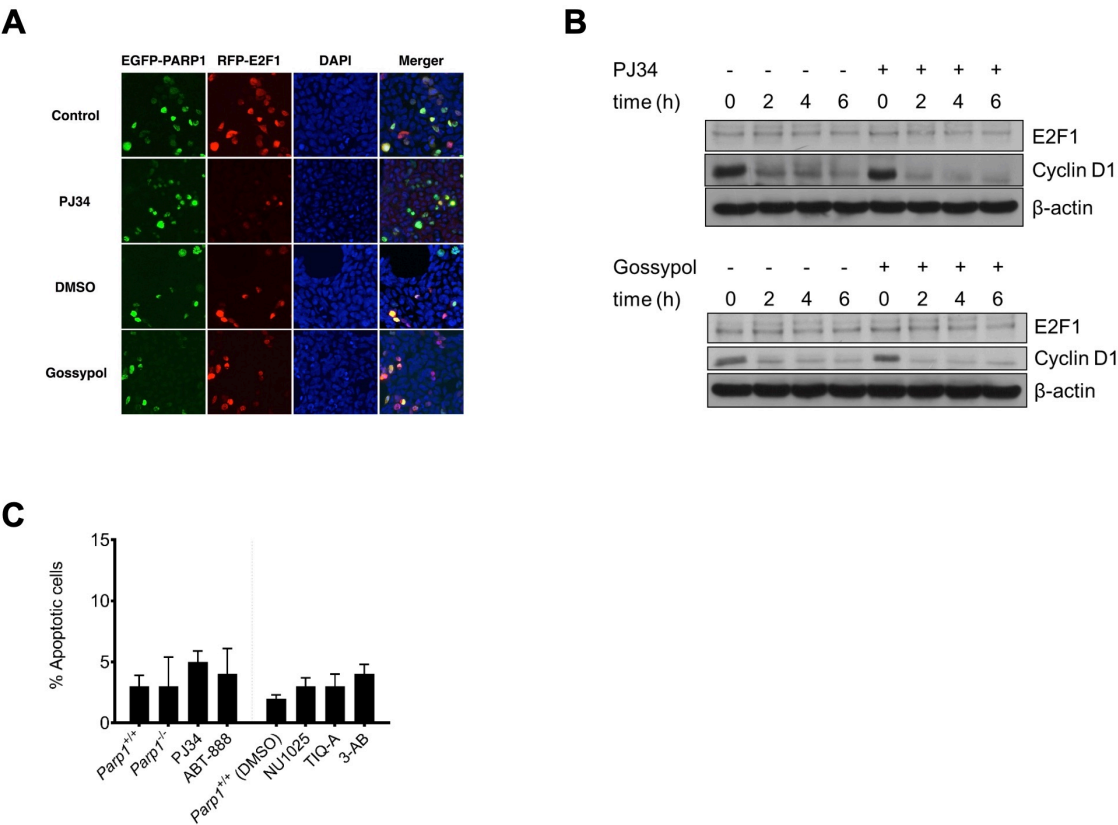 A
EGFP-PARP1 RFP-E2F1 DAPI Merger
Control
PJ34
DMSO
Gossypol
B
PJ34 - - - - + + + +
time (h) 0 2 4 6 0 2 4 6
E2F1
Cyclin D1
β-actin
Gossypol - - - - + + + +
time (h) 0 2 4 6 0 2 4 6
E2F1
Cyclin D1
β-actin
C
% Apoptotic cells
15
10
5
0
Parp1+/+
Parp1-/-
PJ34
ABT-888
Parp1+/+ (DMSO)
NU1025
TIQ-A
3-AB